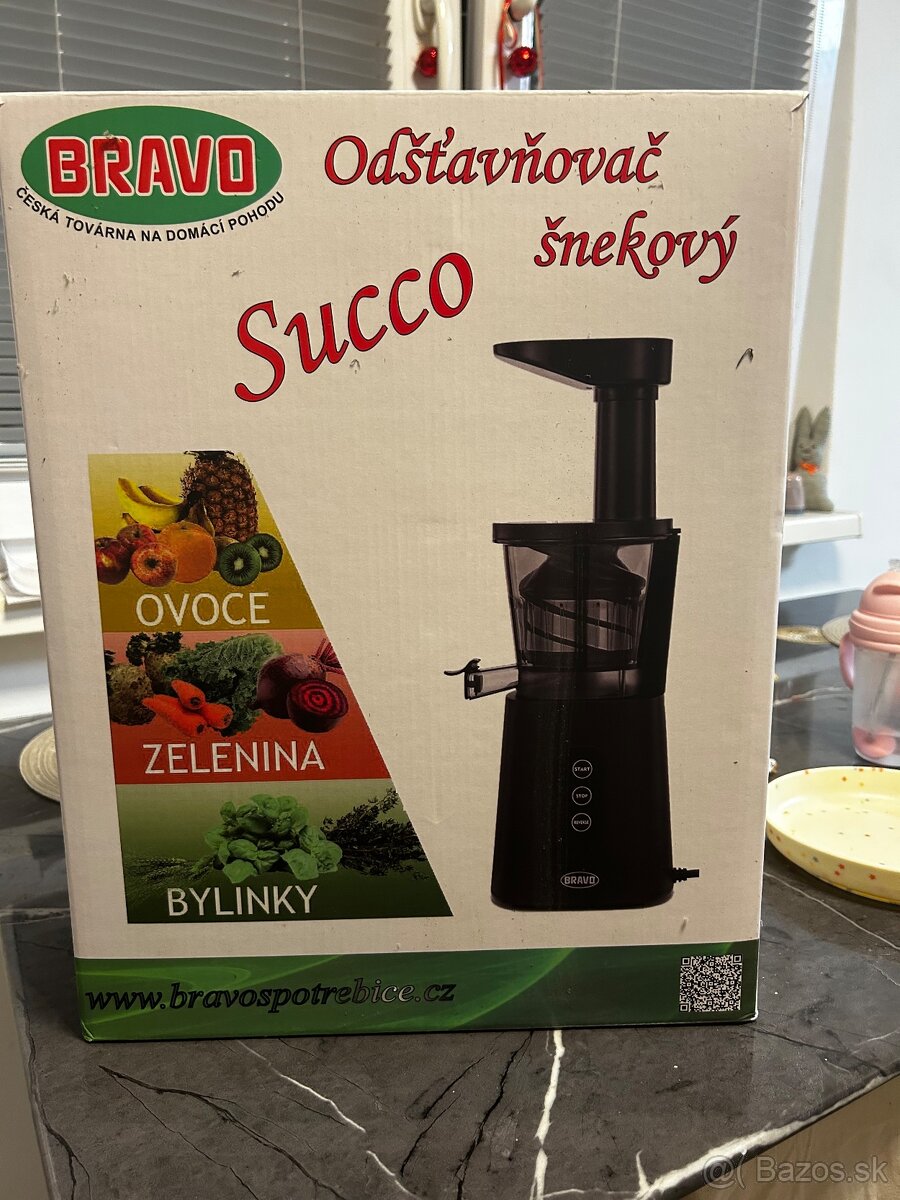 BRAVO
ČESKÁ TOVÁRNA NA DOMÁCÍ POHODU
Odšťavňovač
šnekový
Succo
OVOCE
ZELENINA
BYLINKY
START
STOP
REVERSE
BRAVO
www.bravospotrebice.cz
@ Bazos.sk